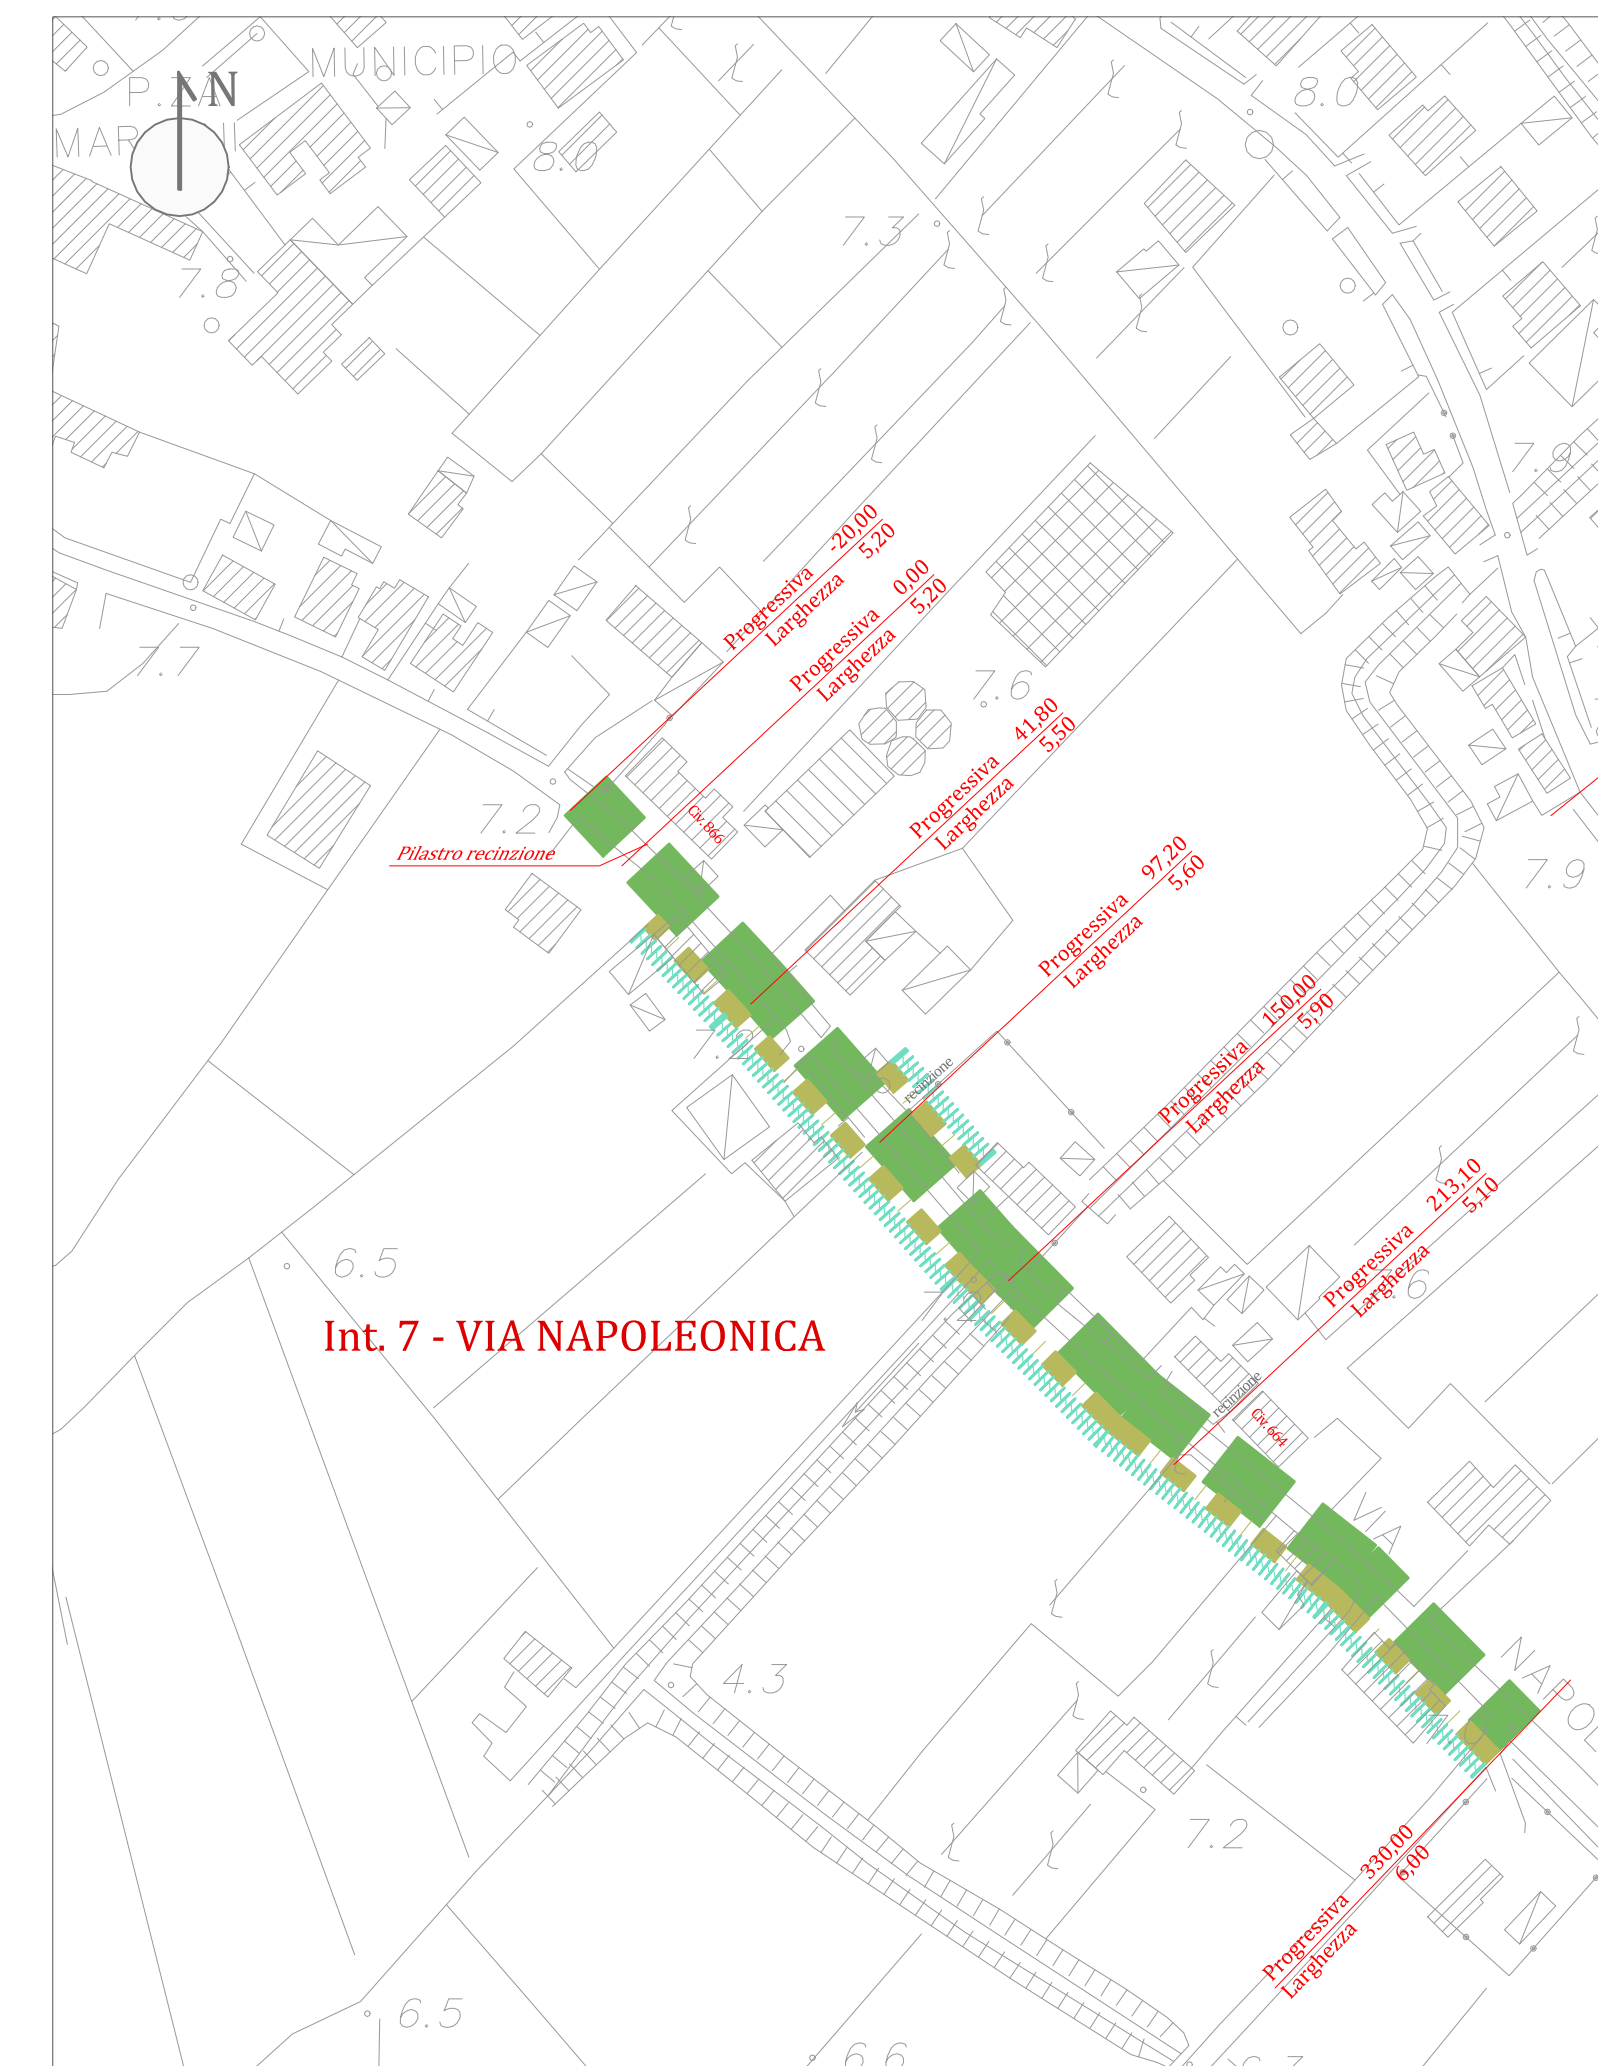 MUNICIPIO
P.ZA
N
8.0
8.0
7.3
7.8
7.9
Progressiva -20,00
Larghezza 5,20
Progressiva 0,00
Larghezza 5,20
7.7
7.6
Progressiva 41,80
Larghezza 5,50
7.2
Civ.866
Pilastro recinzione
7.9
Progressiva 97,20
Larghezza 5,60
recinzione
Progressiva 150,00
Larghezza 5,90
6.5
Progressiva 213,10
Larghezza 5,10
Int. 7 - VIA NAPOLEONICA
recinzione
Civ.664
VIA
4.3
NAPOL
7.2
Progressiva 330,00
Larghezza 6,00
6.5
6.6